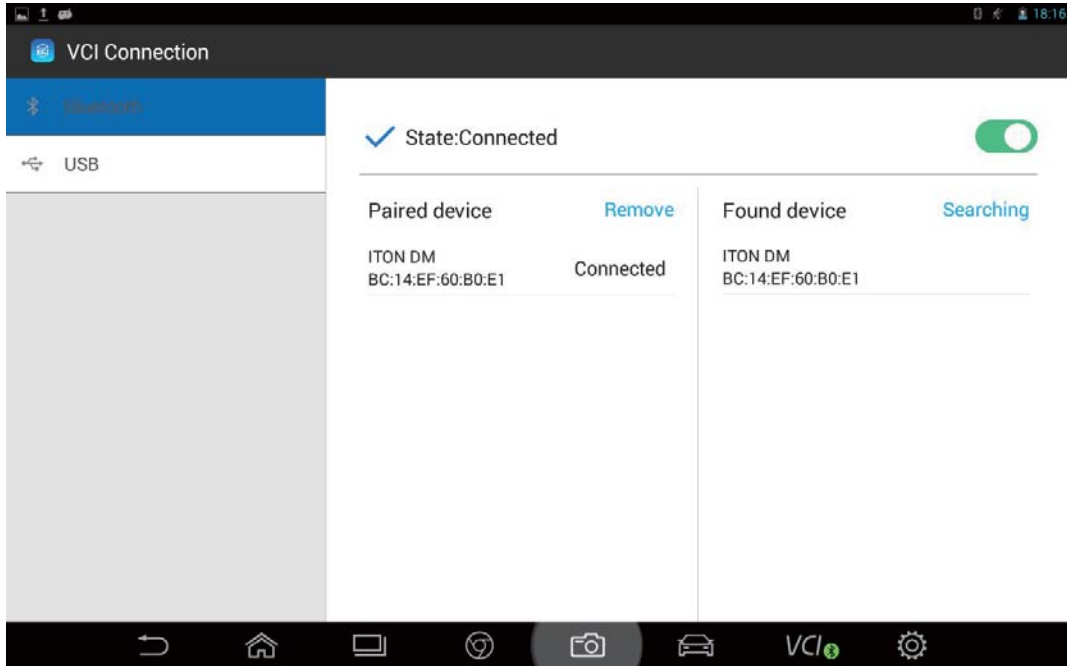 18:16
VCI Connection
Bluetooth
USB
State:Connected
Paired device
Remove
ITON DM
BC:14:EF:60:B0:E1
Connected
Found device
Searching
ITON DM
BC:14:EF:60:B0:E1
VCI